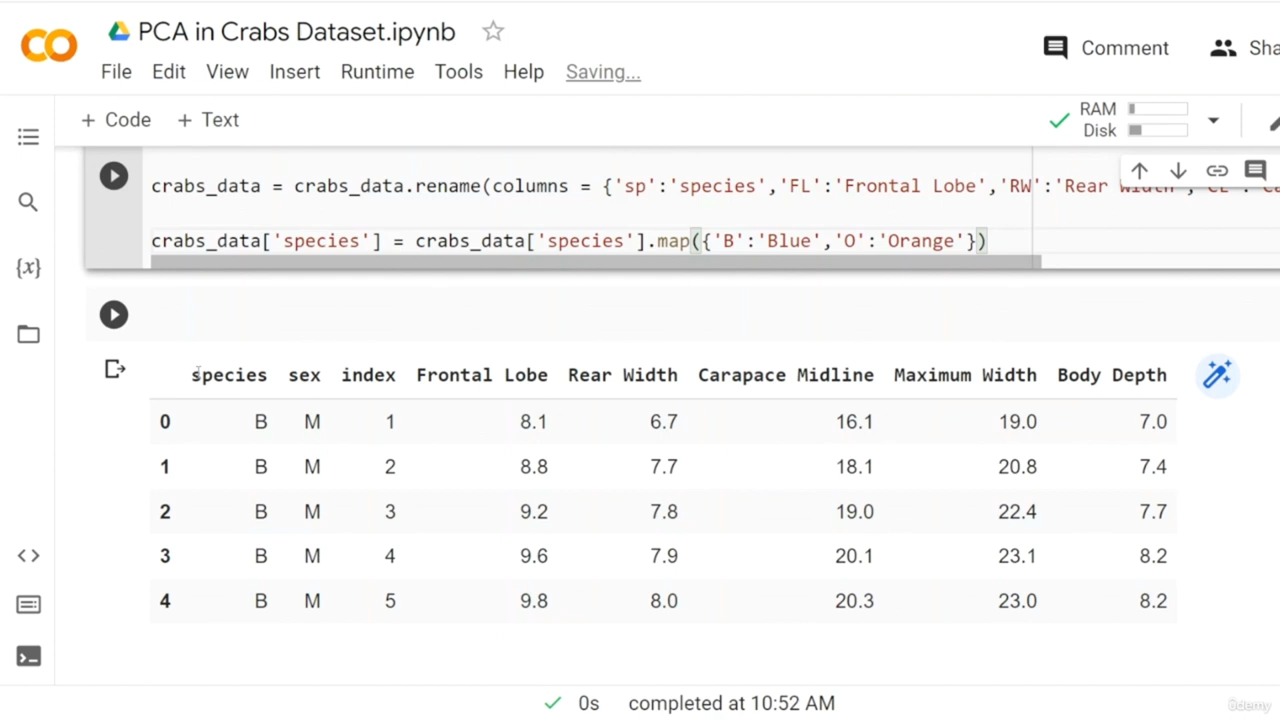 PCA in Crabs Dataset.ipynb
File Edit View Insert Runtime Tools Help Saving...
Comment
+ Code + Text
RAM
Disk
crabs_data = crabs_data.rename(columns = {'sp':'species','FL':'Frontal Lobe','RW':'Rear Width'
crabs_data['species'] = crabs_data['species'].map({'B':'Blue','O':'Orange'})
species sex index Frontal Lobe Rear Width Carapace Midline Maximum Width Body Depth
0 B M 1 8.1 6.7 16.1 19.0 7.0
1 B M 2 8.8 7.7 18.1 20.8 7.4
2 B M 3 9.2 7.8 19.0 22.4 7.7
3 B M 4 9.6 7.9 20.1 23.1 8.2
4 B M 5 9.8 8.0 20.3 23.0 8.2
0s completed at 10:52 AM
ûdemy